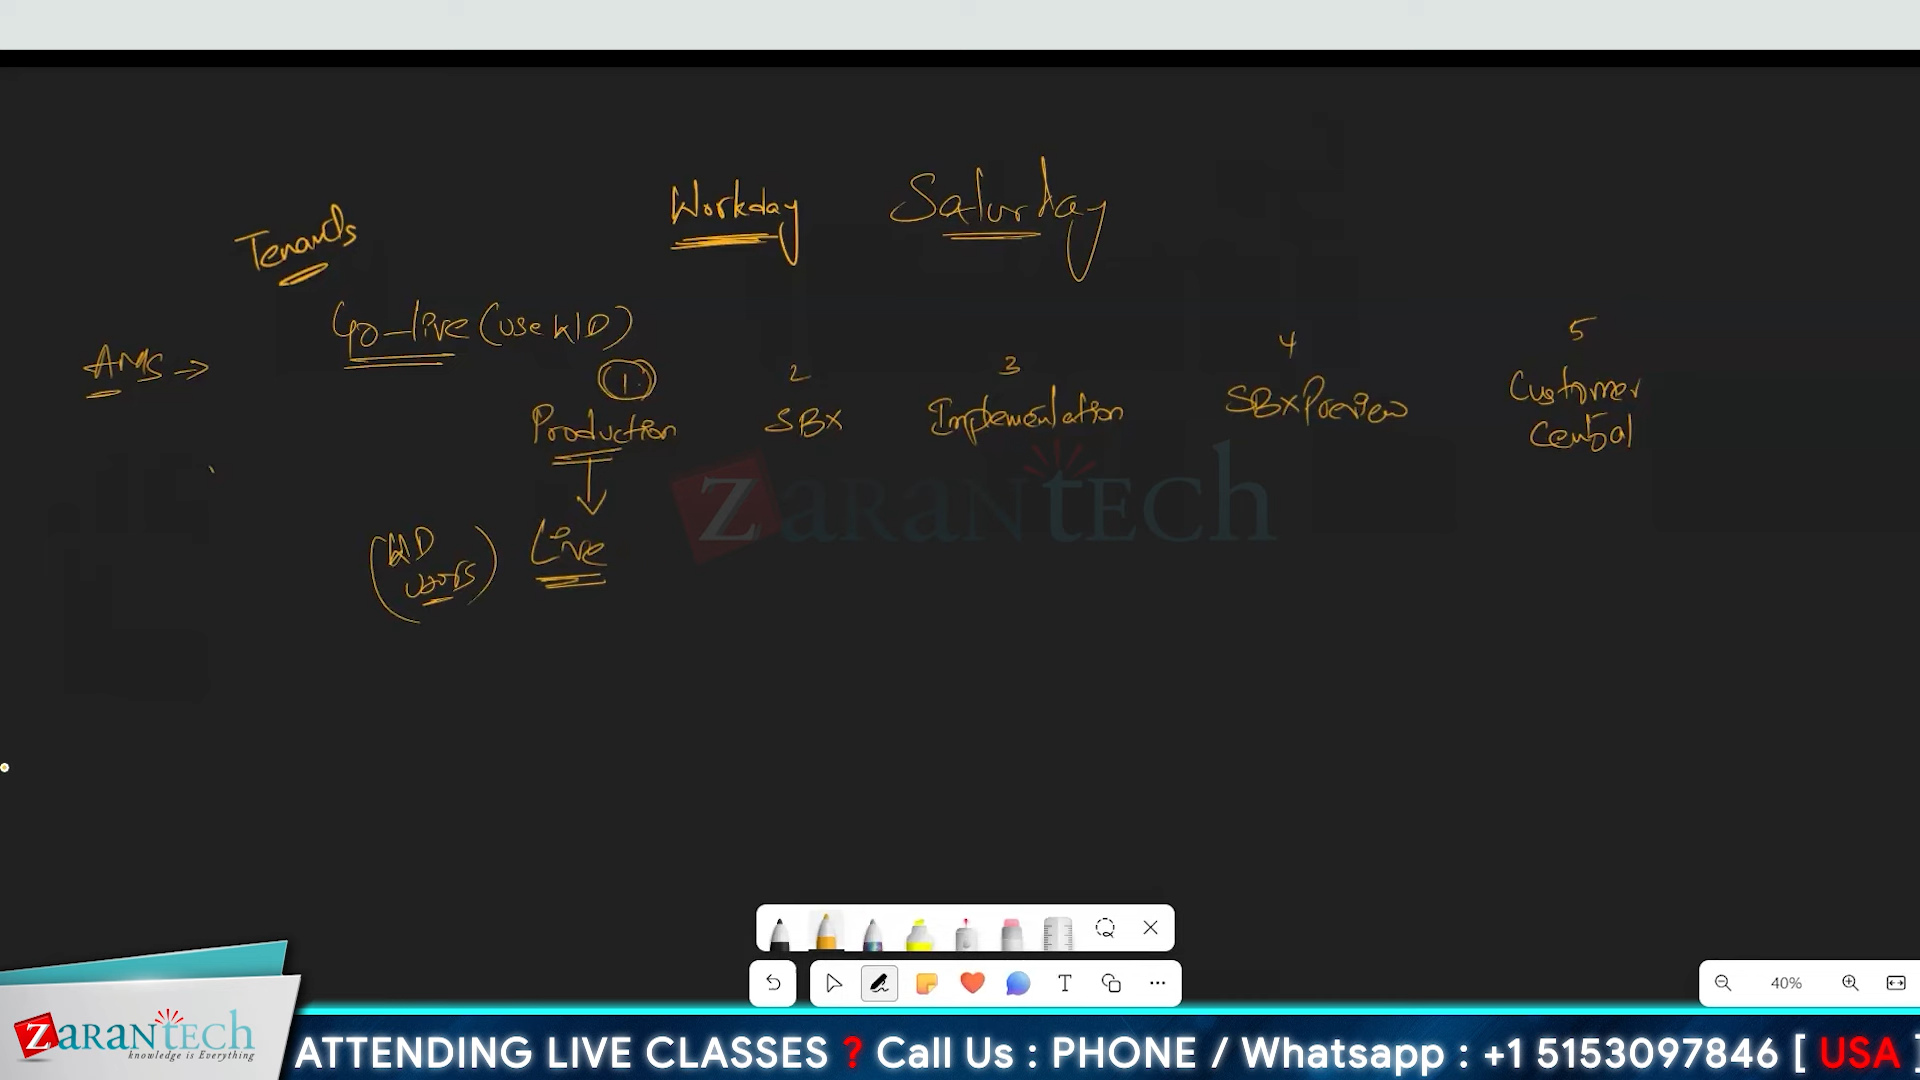 Workday Saturday
Tenants
Go-live (use WD)
AMS →
1
2
3
4
5
Production
SBX
Implementation
SBX Preview
Customer
Central
(WD
users)
Live
ZARANTECH
40%
ZARANTECH
knowledge is Everything
ATTENDING LIVE CLASSES ? Call Us : PHONE / Whatsapp : +1 5153097846 [ USA ]